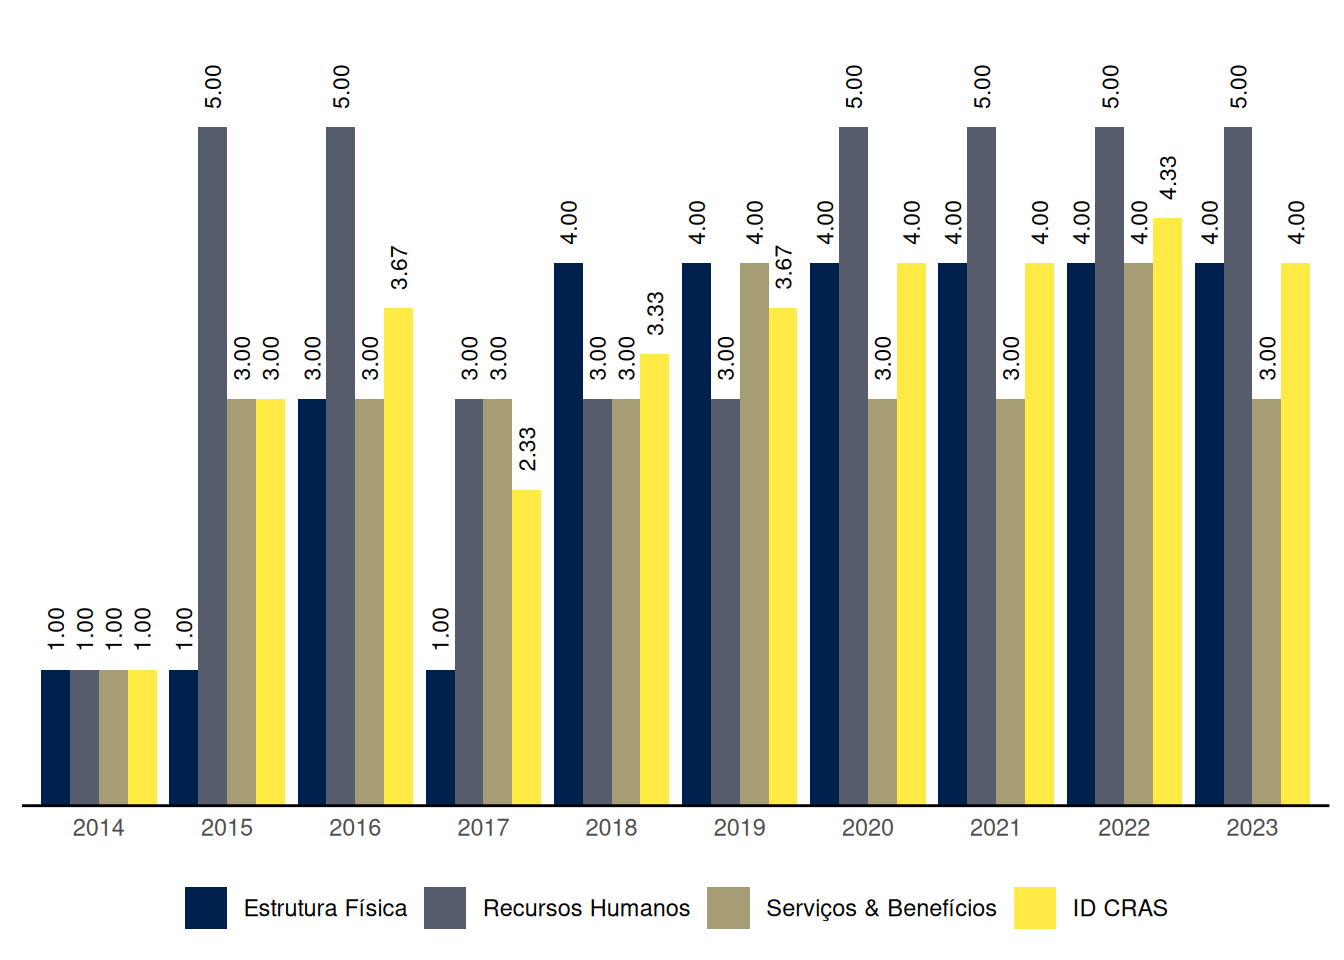 5.00 5.00 5.00 5.00 5.00 5.00
4.33
4.00 4.00 4.00 4.00 4.00 4.00 4.00 4.00 4.00 4.00 4.00
3.67 3.67
3.33
3.00 3.00 3.00 3.00 3.00 3.00 3.00 3.00 3.00 3.00 3.00 3.00
2.33
1.00 1.00 1.00 1.00 1.00 1.00
2014 2015 2016 2017 2018 2019 2020 2021 2022 2023
Estrutura Física Recursos Humanos Serviços & Benefícios ID CRAS